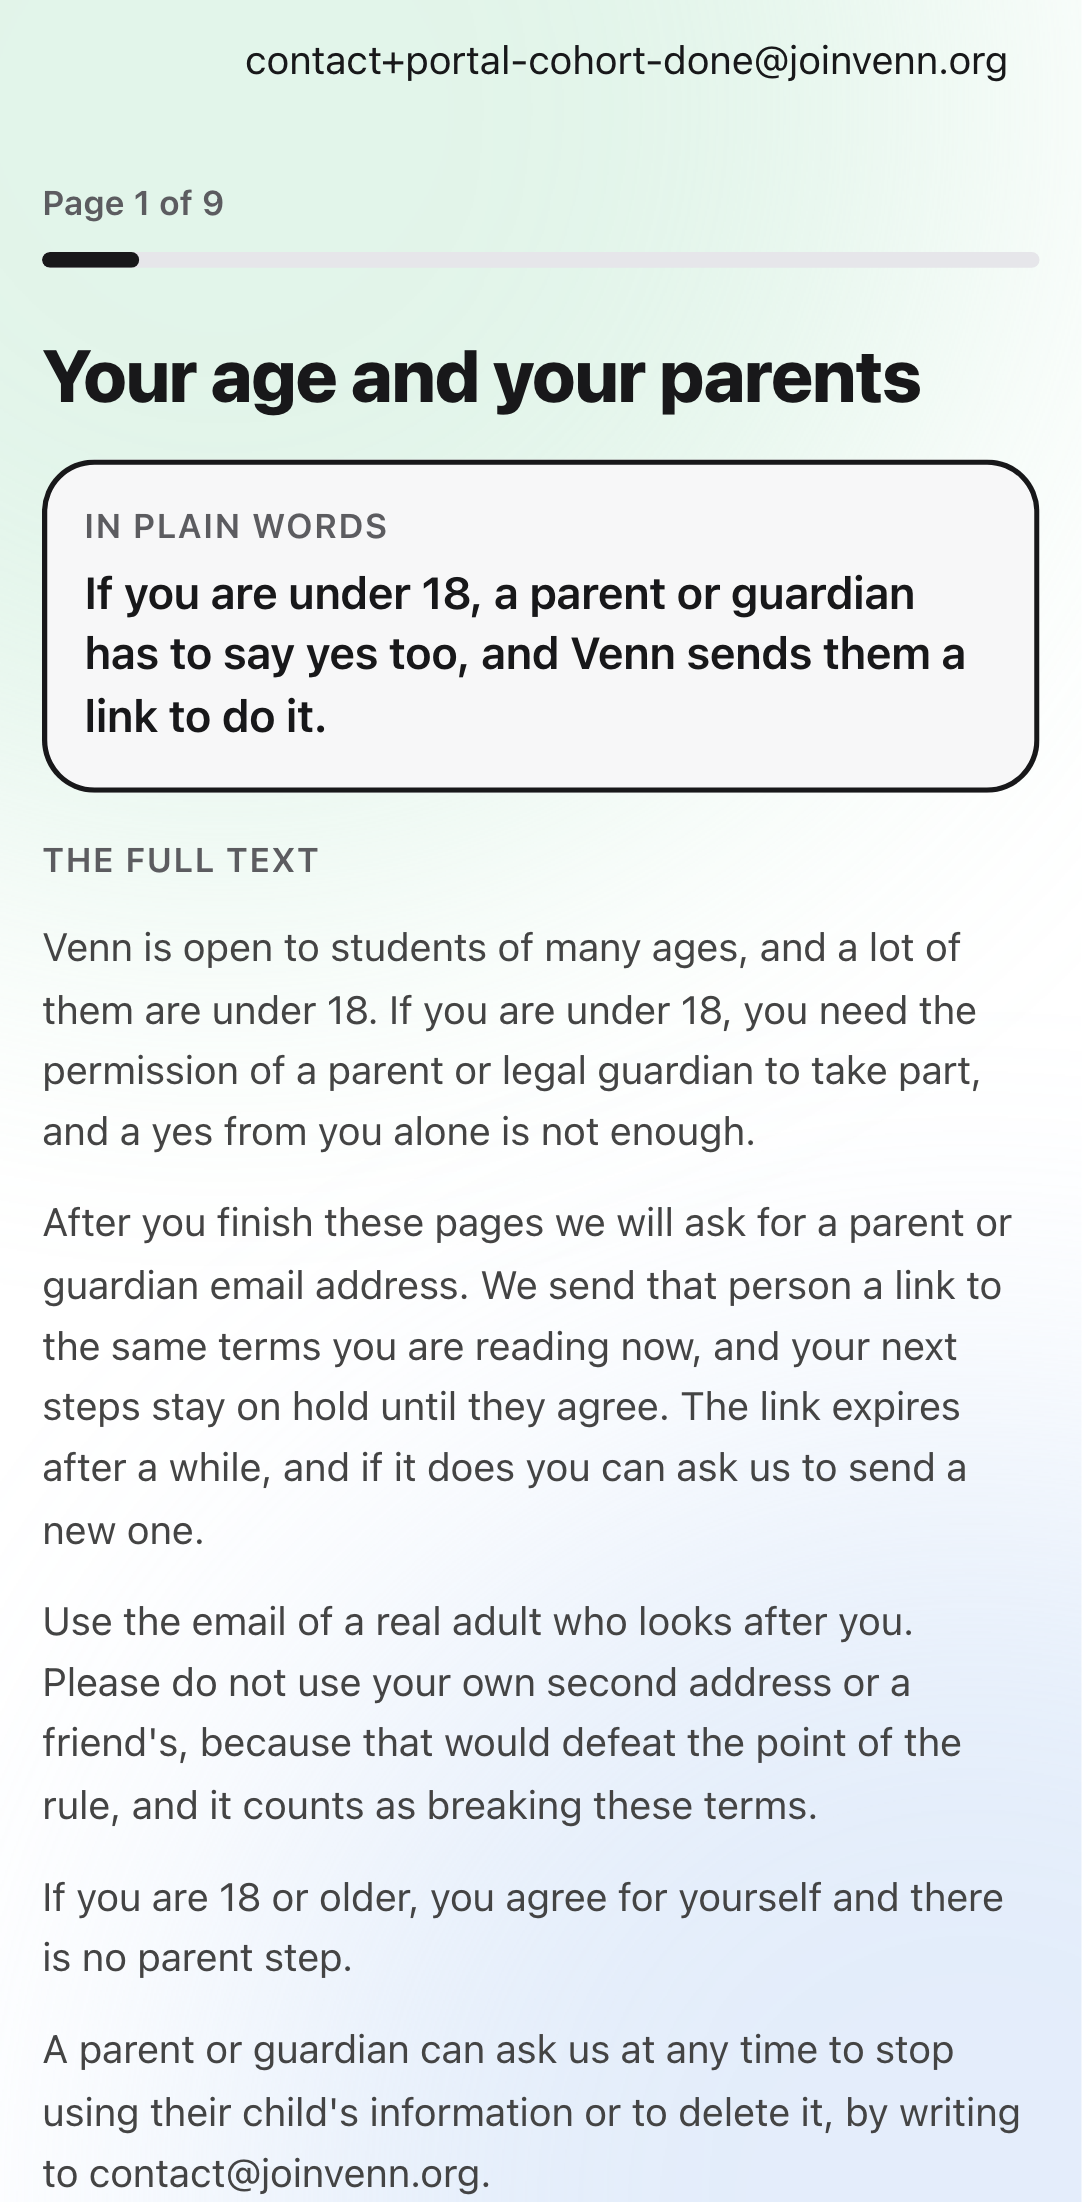 contact+portal-cohort-done@joinvenn.org
Page 1 of 9
Your age and your parents
IN PLAIN WORDS
If you are under 18, a parent or guardian
has to say yes too, and Venn sends them a
link to do it.
THE FULL TEXT
Venn is open to students of many ages, and a lot of
them are under 18. If you are under 18, you need the
permission of a parent or legal guardian to take part,
and a yes from you alone is not enough.
After you finish these pages we will ask for a parent or
guardian email address. We send that person a link to
the same terms you are reading now, and your next
steps stay on hold until they agree. The link expires
after a while, and if it does you can ask us to send a
new one.
Use the email of a real adult who looks after you.
Please do not use your own second address or a
friend's, because that would defeat the point of the
rule, and it counts as breaking these terms.
If you are 18 or older, you agree for yourself and there
is no parent step.
A parent or guardian can ask us at any time to stop
using their child's information or to delete it, by writing
to contact@joinvenn.org.